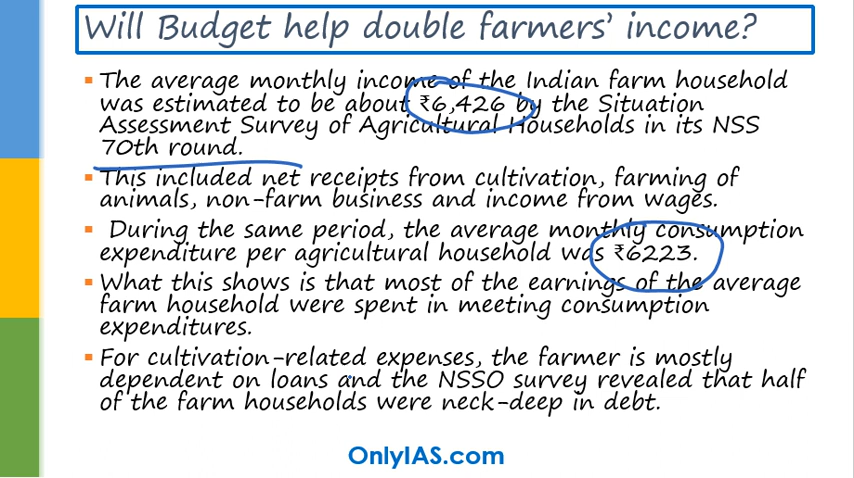 Will Budget help double farmers' income?
The average monthly income of the Indian farm household
was estimated to be about ₹6,426 by the Situation
Assessment Survey of Agricultural Households in its NSS
70th round.
This included net receipts from cultivation, farming of
animals, non-farm business and income from wages.
During the same period, the average monthly consumption
expenditure per agricultural household was ₹6223.
What this shows is that most of the earnings of the average
farm household were spent in meeting consumption
expenditures.
For cultivation-related expenses, the farmer is mostly
dependent on loans and the NSSO survey revealed that half
of the farm households were neck-deep in debt.
OnlyIAS.com